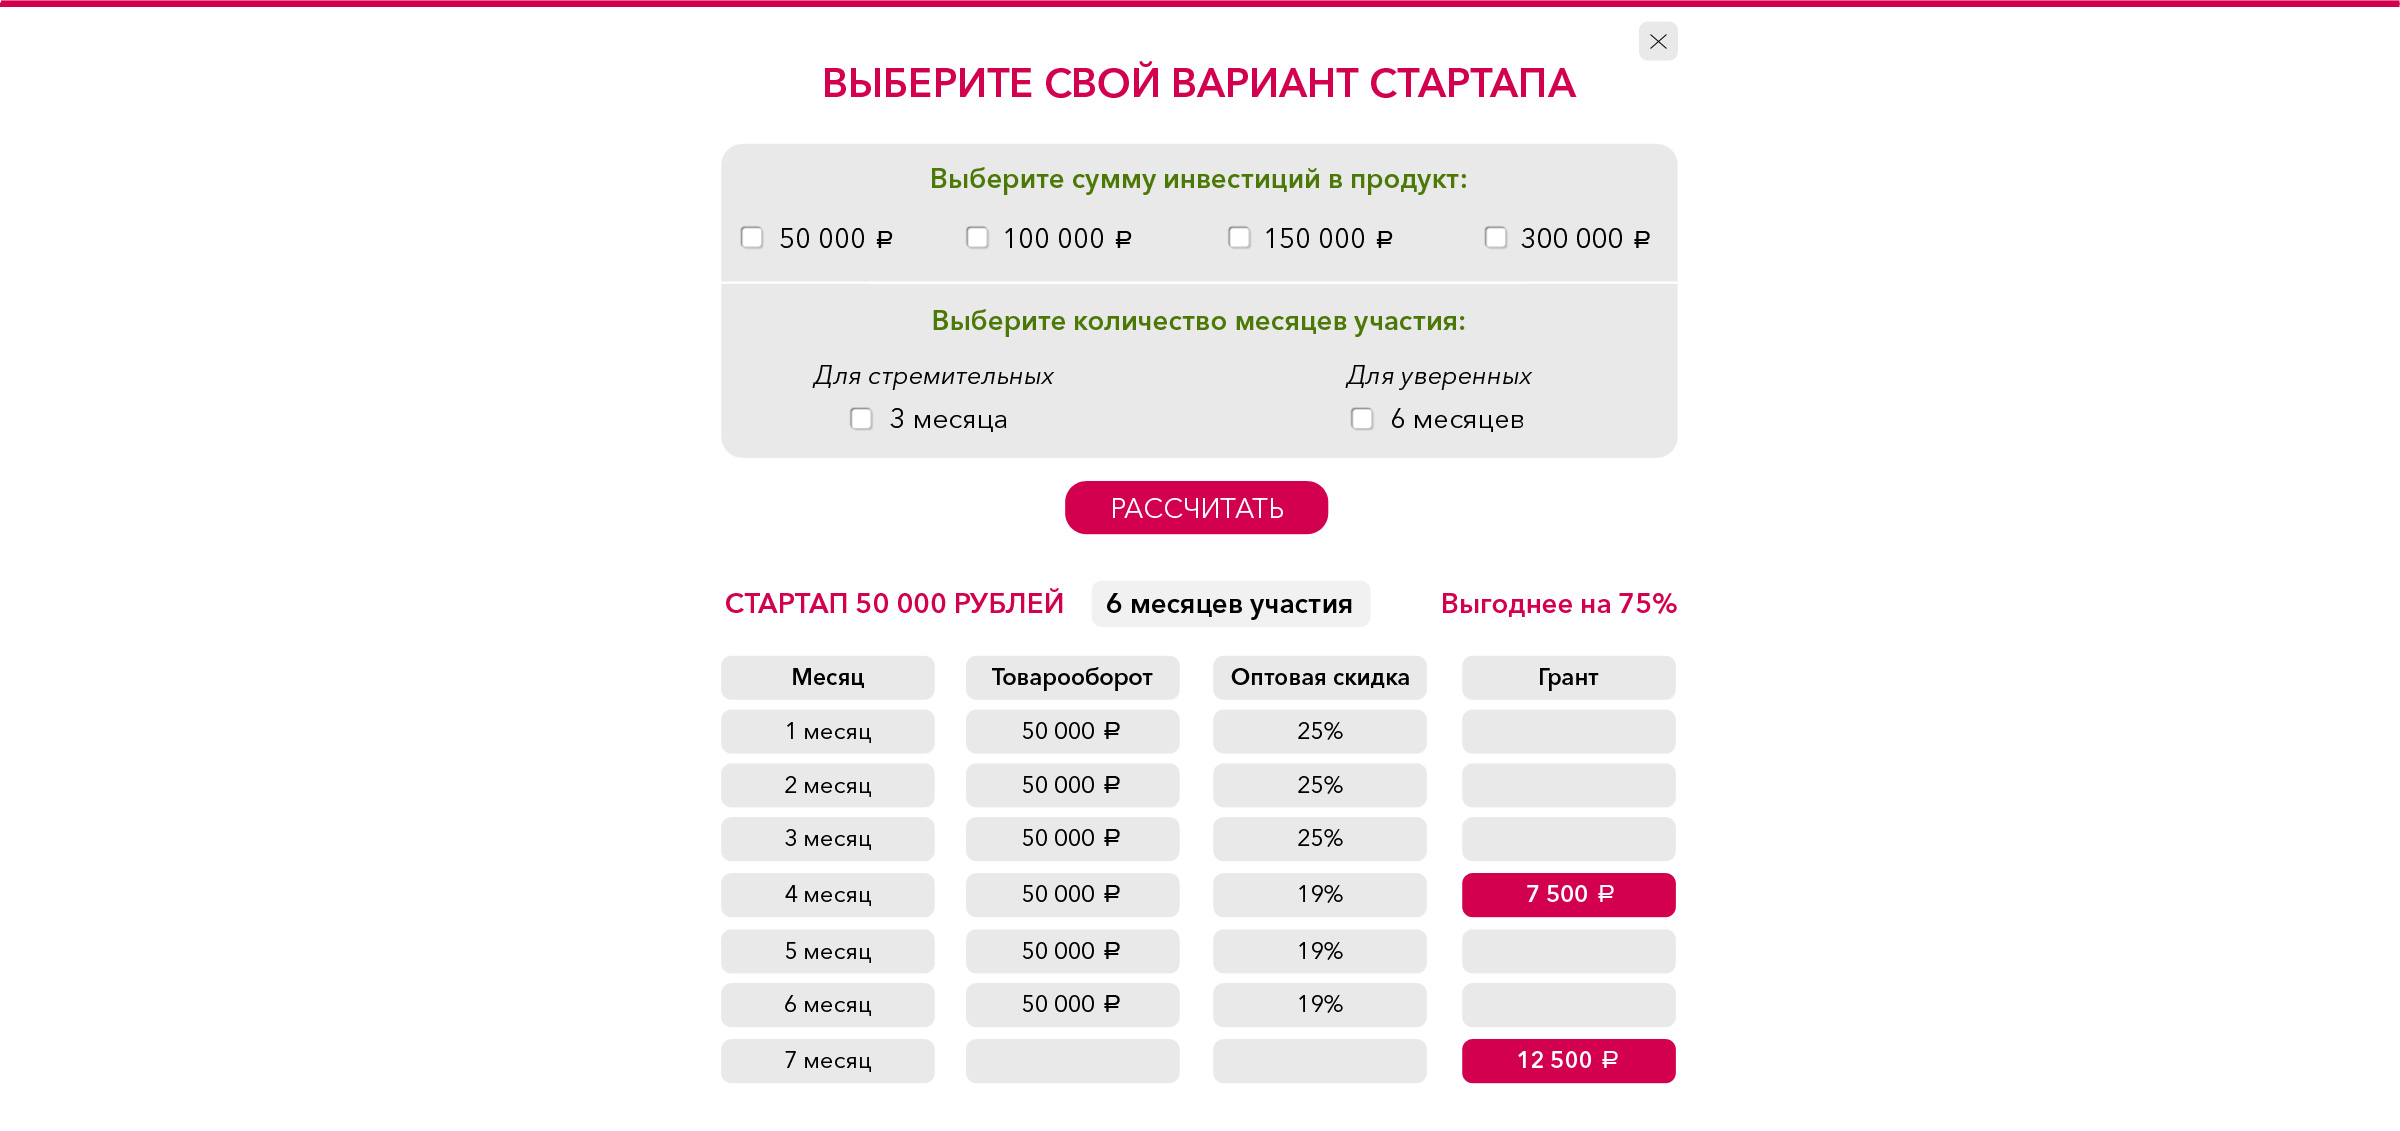 ВЫБЕРИТЕ СВОЙ ВАРИАНТ СТАРТАПА
Выберите сумму инвестиций в продукт:
50 000 ₽ 100 000 ₽ 150 000 ₽ 300 000 ₽
Выберите количество месяцев участия:
Для стремительных Для уверенных
3 месяца 6 месяцев
РАССЧИТАТЬ
СТАРТАП 50 000 РУБЛЕЙ 6 месяцев участия Выгоднее на 75%
Месяц Товарооборот Оптовая скидка Грант
1 месяц 50 000 ₽ 25%
2 месяц 50 000 ₽ 25%
3 месяц 50 000 ₽ 25%
4 месяц 50 000 ₽ 19% 7 500 ₽
5 месяц 50 000 ₽ 19%
6 месяц 50 000 ₽ 19%
7 месяц 12 500 ₽